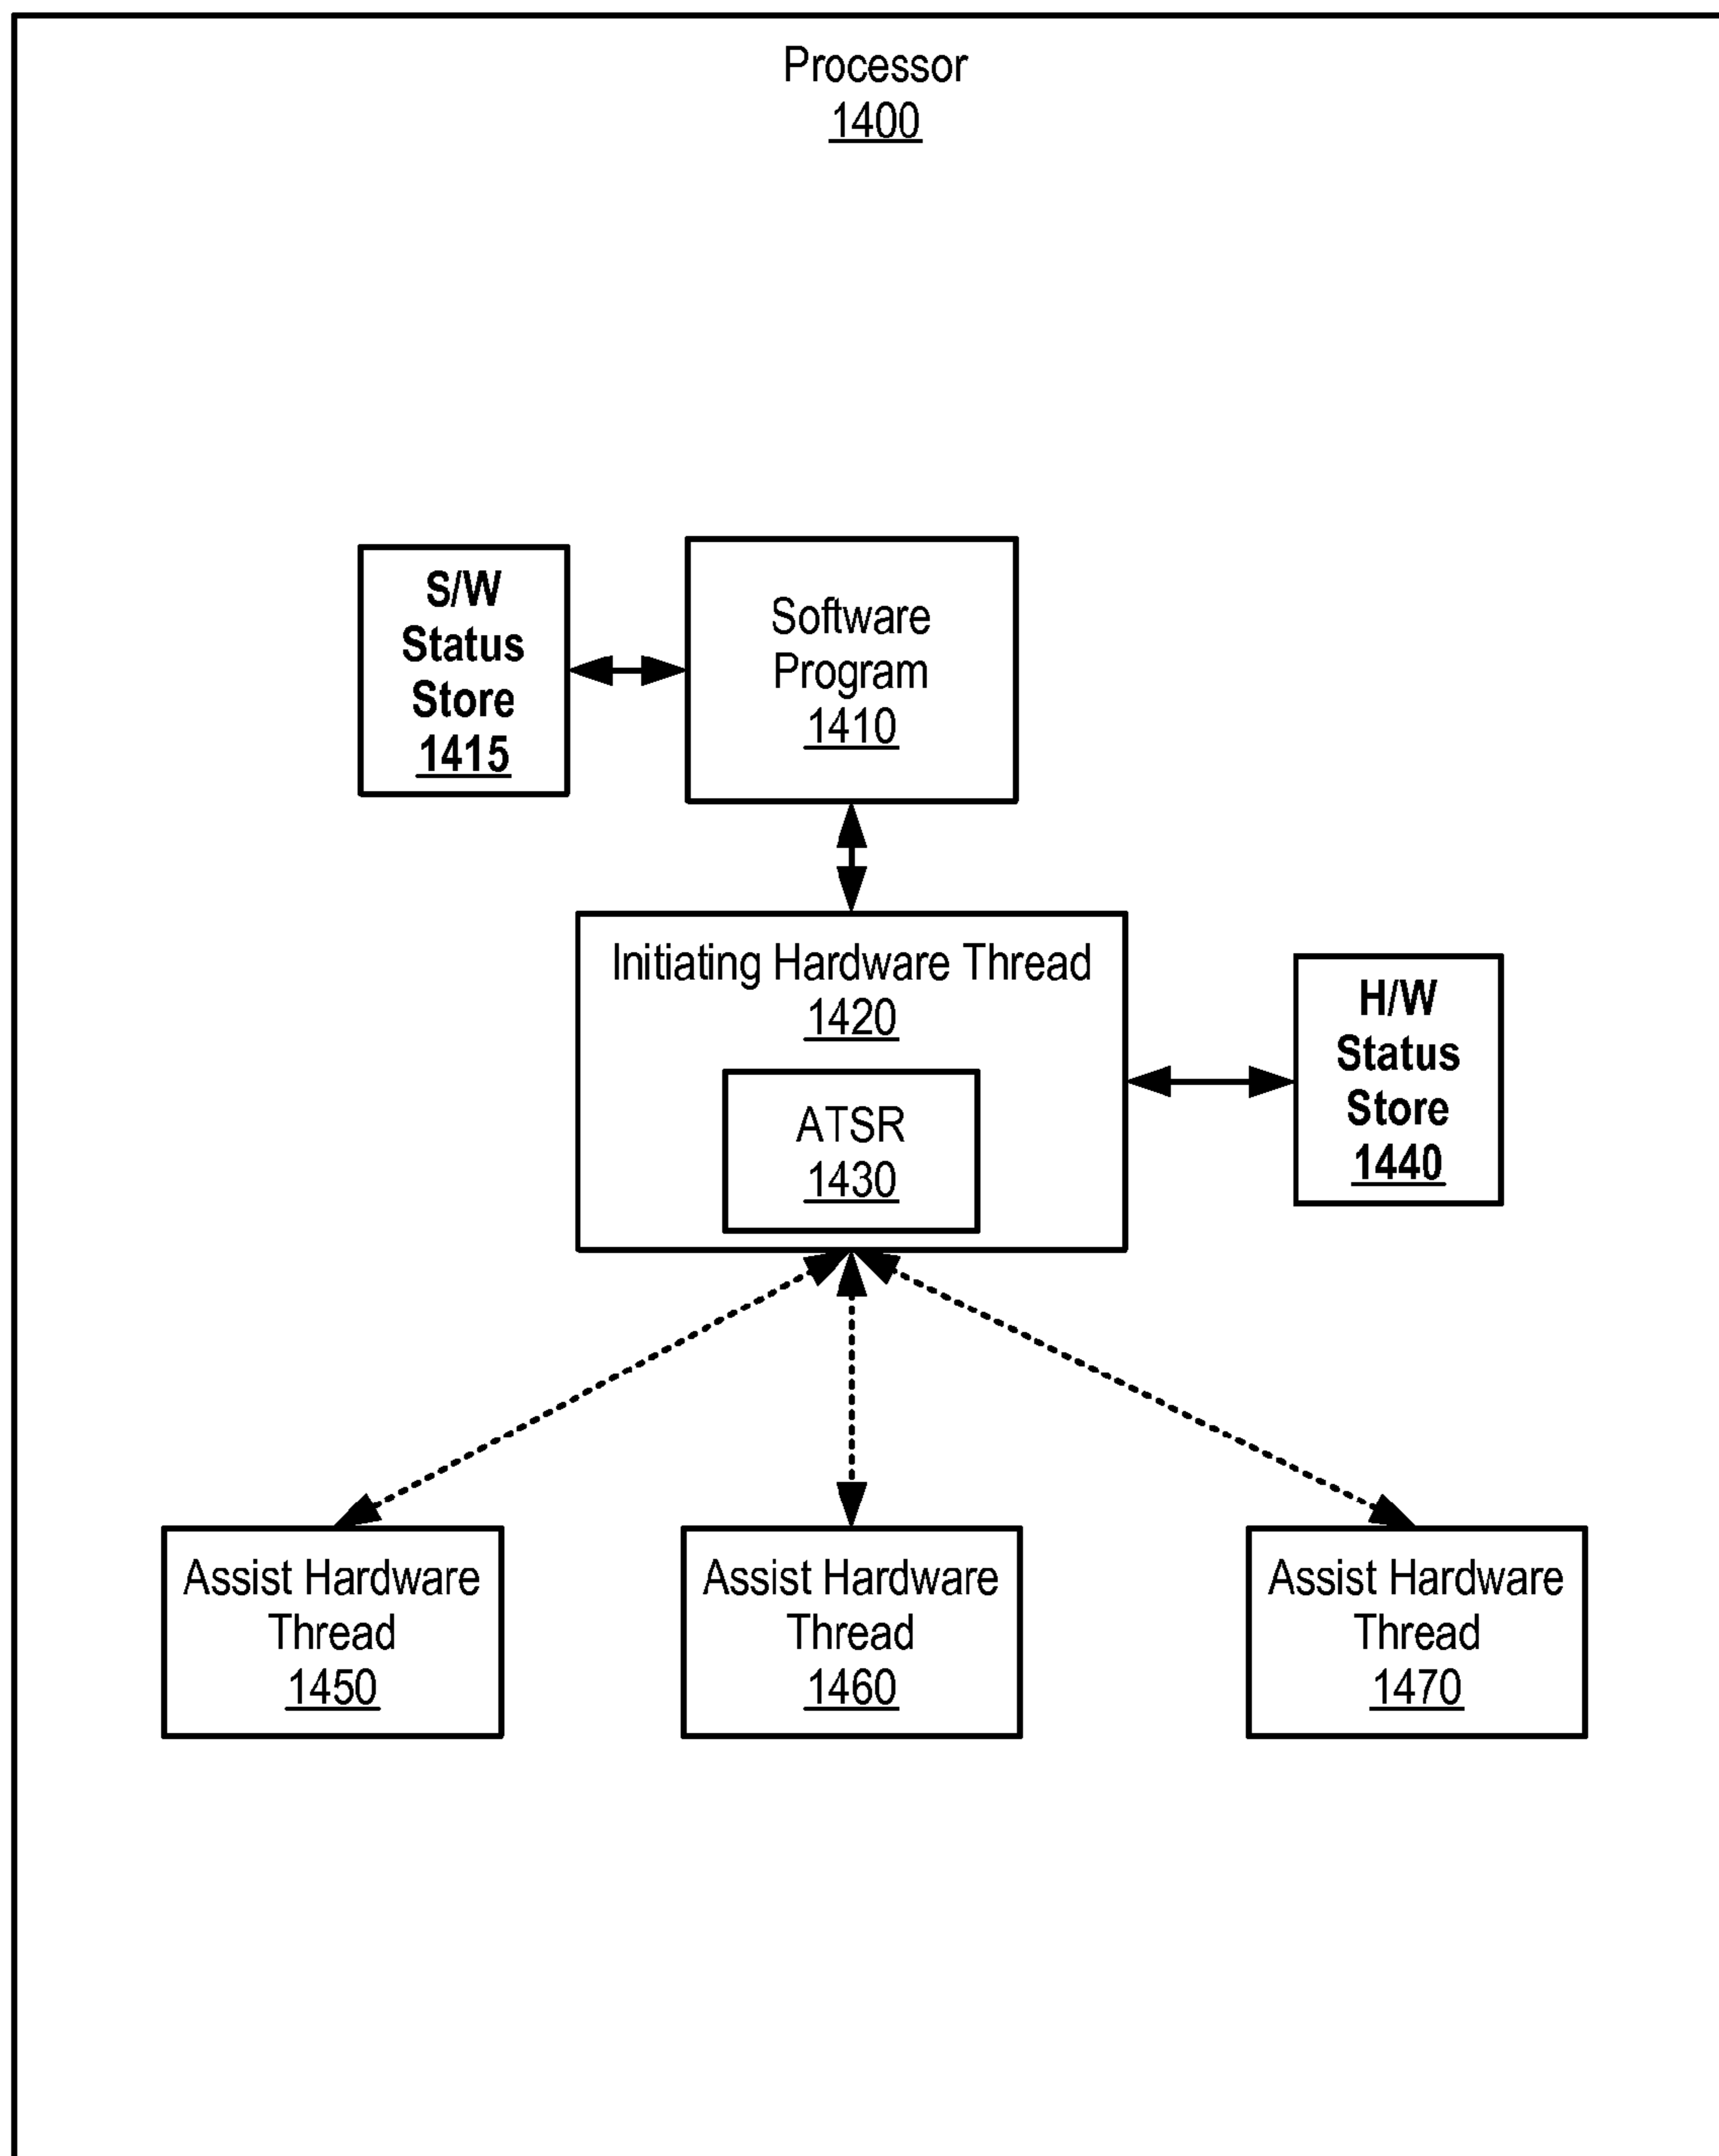 Processor
1400
S/W
Status
Store
1415
Software
Program
1410
Initiating Hardware Thread
1420
ATSR
1430
H/W
Status
Store
1440
Assist Hardware
Thread
1450
Assist Hardware
Thread
1460
Assist Hardware
Thread
1470